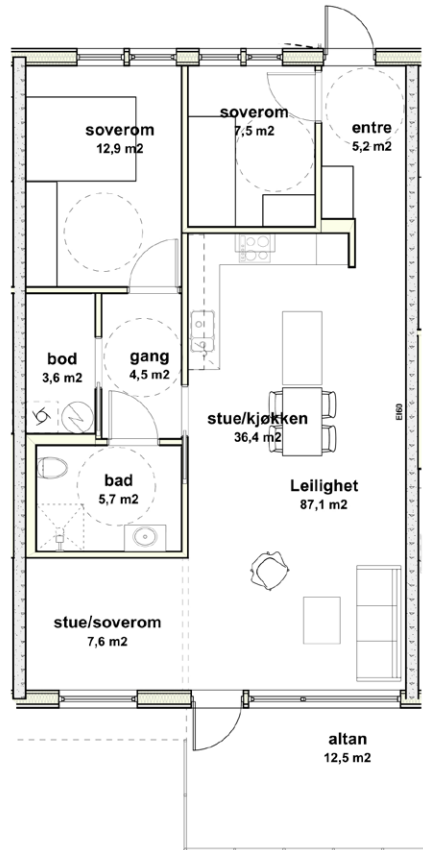 soverom
12,9 m2
soverom
7,5 m2
entre
5,2 m2
bod
3,6 m2
gang
4,5 m2
stue/kjøkken
36,4 m2
EI60
bad
5,7 m2
Leilighet
87,1 m2
stue/soverom
7,6 m2
altan
12,5 m2